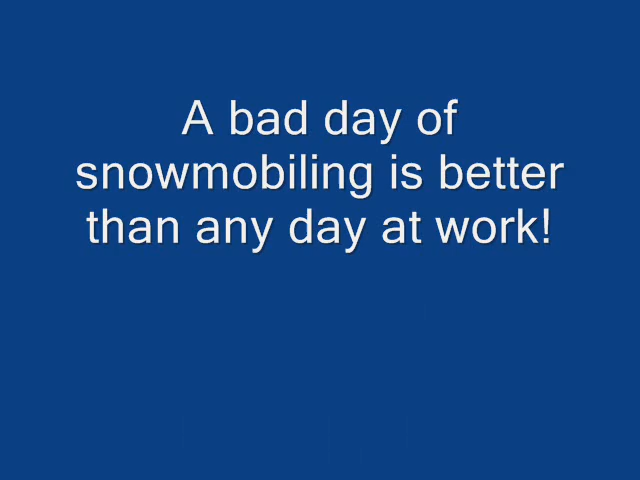 A bad day of
snowmobiling is better
than any day at work!